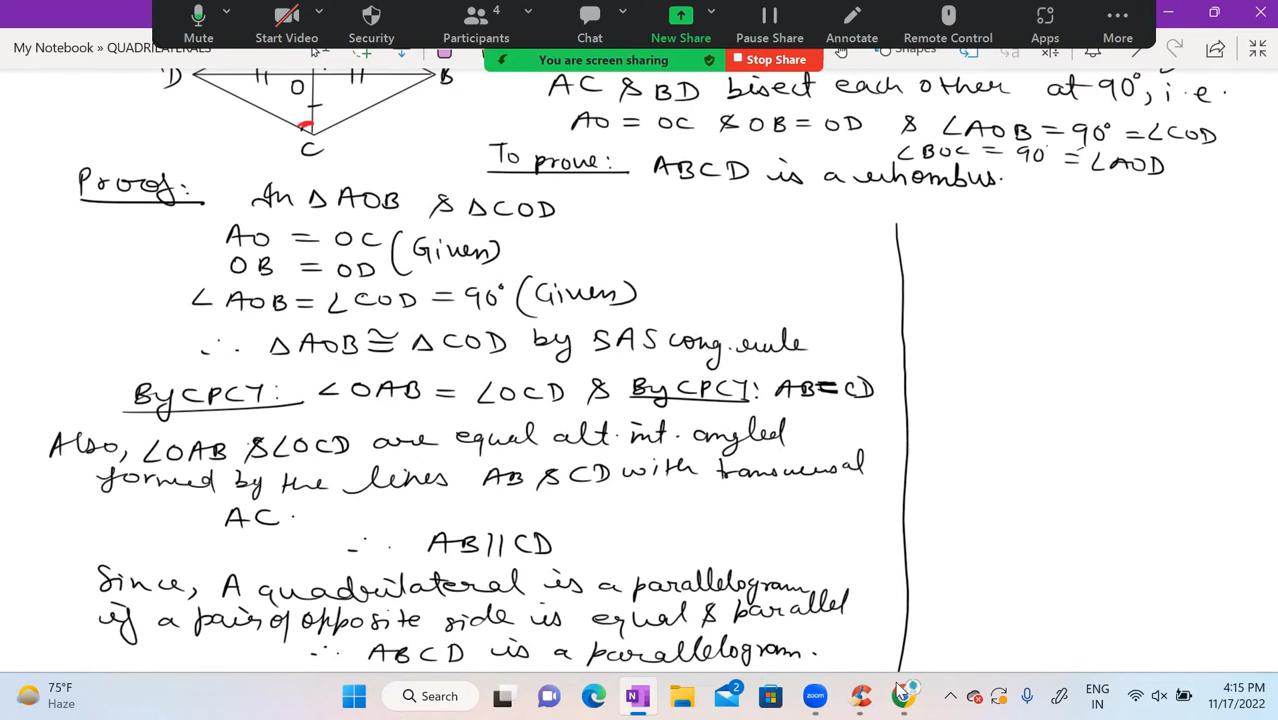 4
Mute
Start Video
Security
Participants
Chat
New Share
Pause Share
Annotate
Remote Control
Apps
More
My Notebook » QUADRILATERALS
You are screen sharing
Stop Share
Shapes
D
O
B
C
AC & BD bisect each other at 90°, i.e.
AO = OC & OB = OD & ∠AOB = 90° = ∠COD
∠BOC = 90° = ∠AOD
To prove: ABCD is a rhombus.
Proof: In △AOB & △COD
AO = OC (Given)
OB = OD
∠AOB = ∠COD = 90° (Given)
∴ △AOB ≅ △COD by SAS cong. rule
By CPCT: ∠OAB = ∠OCD & By CPCT: AB = CD
Also, ∠OAB & ∠OCD are equal alt. int. angled
formed by the lines AB & CD with transversal
AC.
∴ AB || CD
Since, A quadrilateral is a parallelogram
if a pair of opposite side is equal & parallel
∴ ABCD is a parallelogram.
75°F
Haze
Search
zoom
2
ENG
IN
4:15 PM
11/17/2022